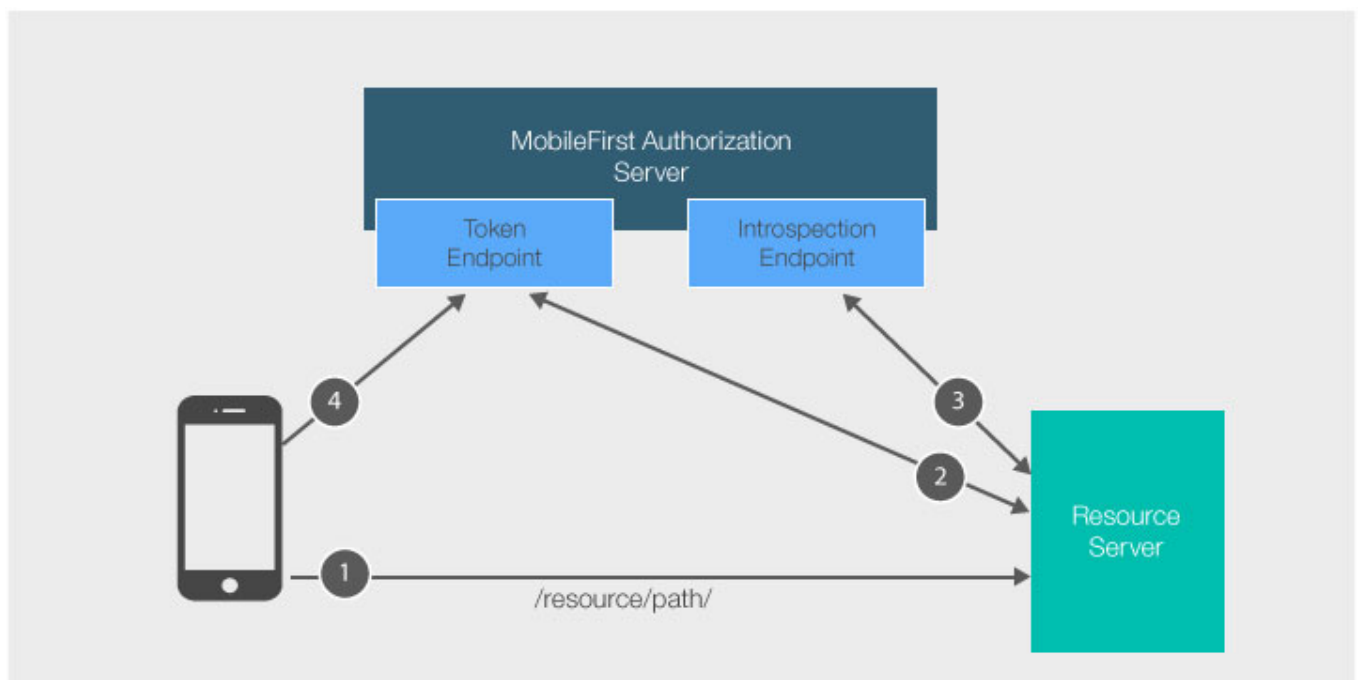 MobileFirst Authorization
Server
Token
Endpoint
Introspection
Endpoint
4
3
2
Resource
Server
1
/resource/path/